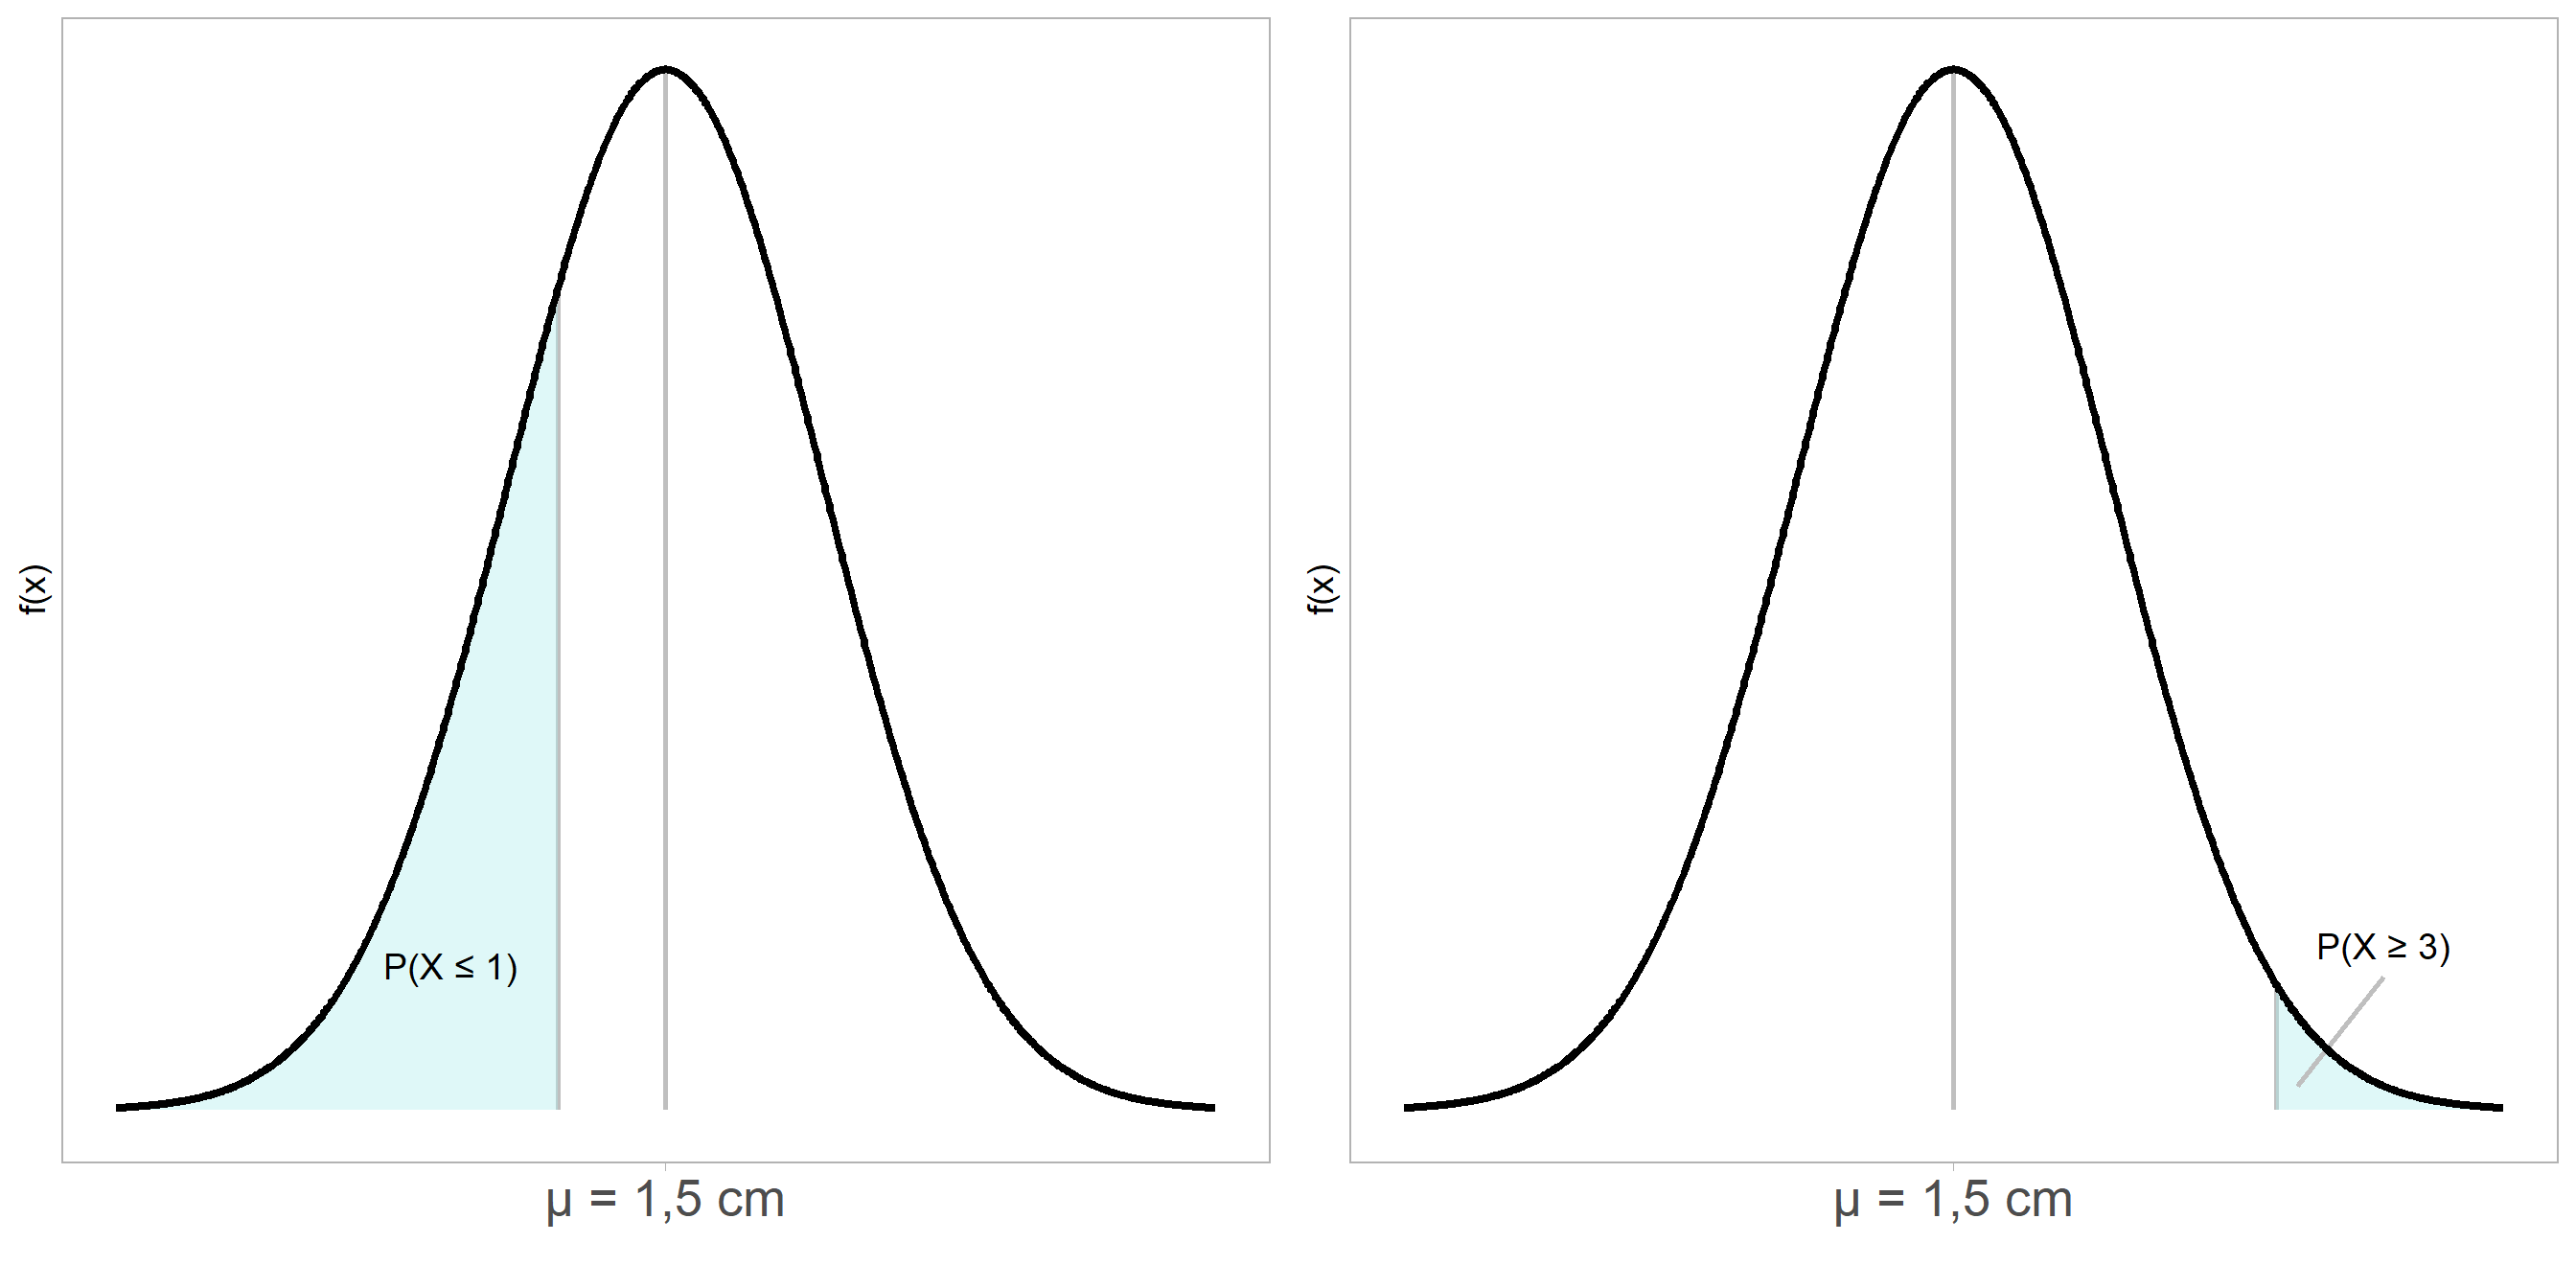 f(x)
P(X ≤ 1)
μ = 1,5 cm
f(x)
P(X ≥ 3)
μ = 1,5 cm